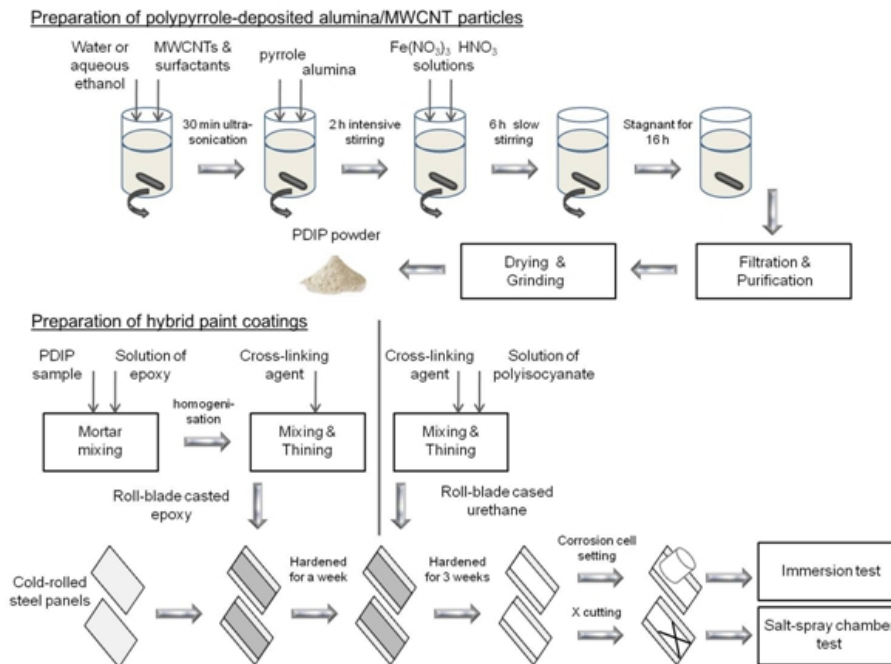 Preparation of polypyrrole-deposited alumina/MWCNT particles
Water or
aqueous
ethanol
MWCNTs &
surfactants
pyrrole
alumina
Fe(NO3)3 HNO3
solutions
30 min ultra-
sonication
2 h intensive
stirring
6 h slow
stirring
Stagnant for
16 h
PDIP powder
Drying &
Grinding
Filtration &
Purification
Preparation of hybrid paint coatings
PDIP
sample
Solution of
epoxy
Cross-linking
agent
Cross-linking
agent
Solution of
polyisocyanate
Mortar
mixing
homogeni-
sation
Mixing &
Thining
Mixing &
Thining
Roll-blade casted
epoxy
Roll-blade cased
urethane
Cold-rolled
steel panels
Hardened
for a week
Hardened
for 3 weeks
Corrosion cell
setting
X cutting
Immersion test
Salt-spray chamber
test